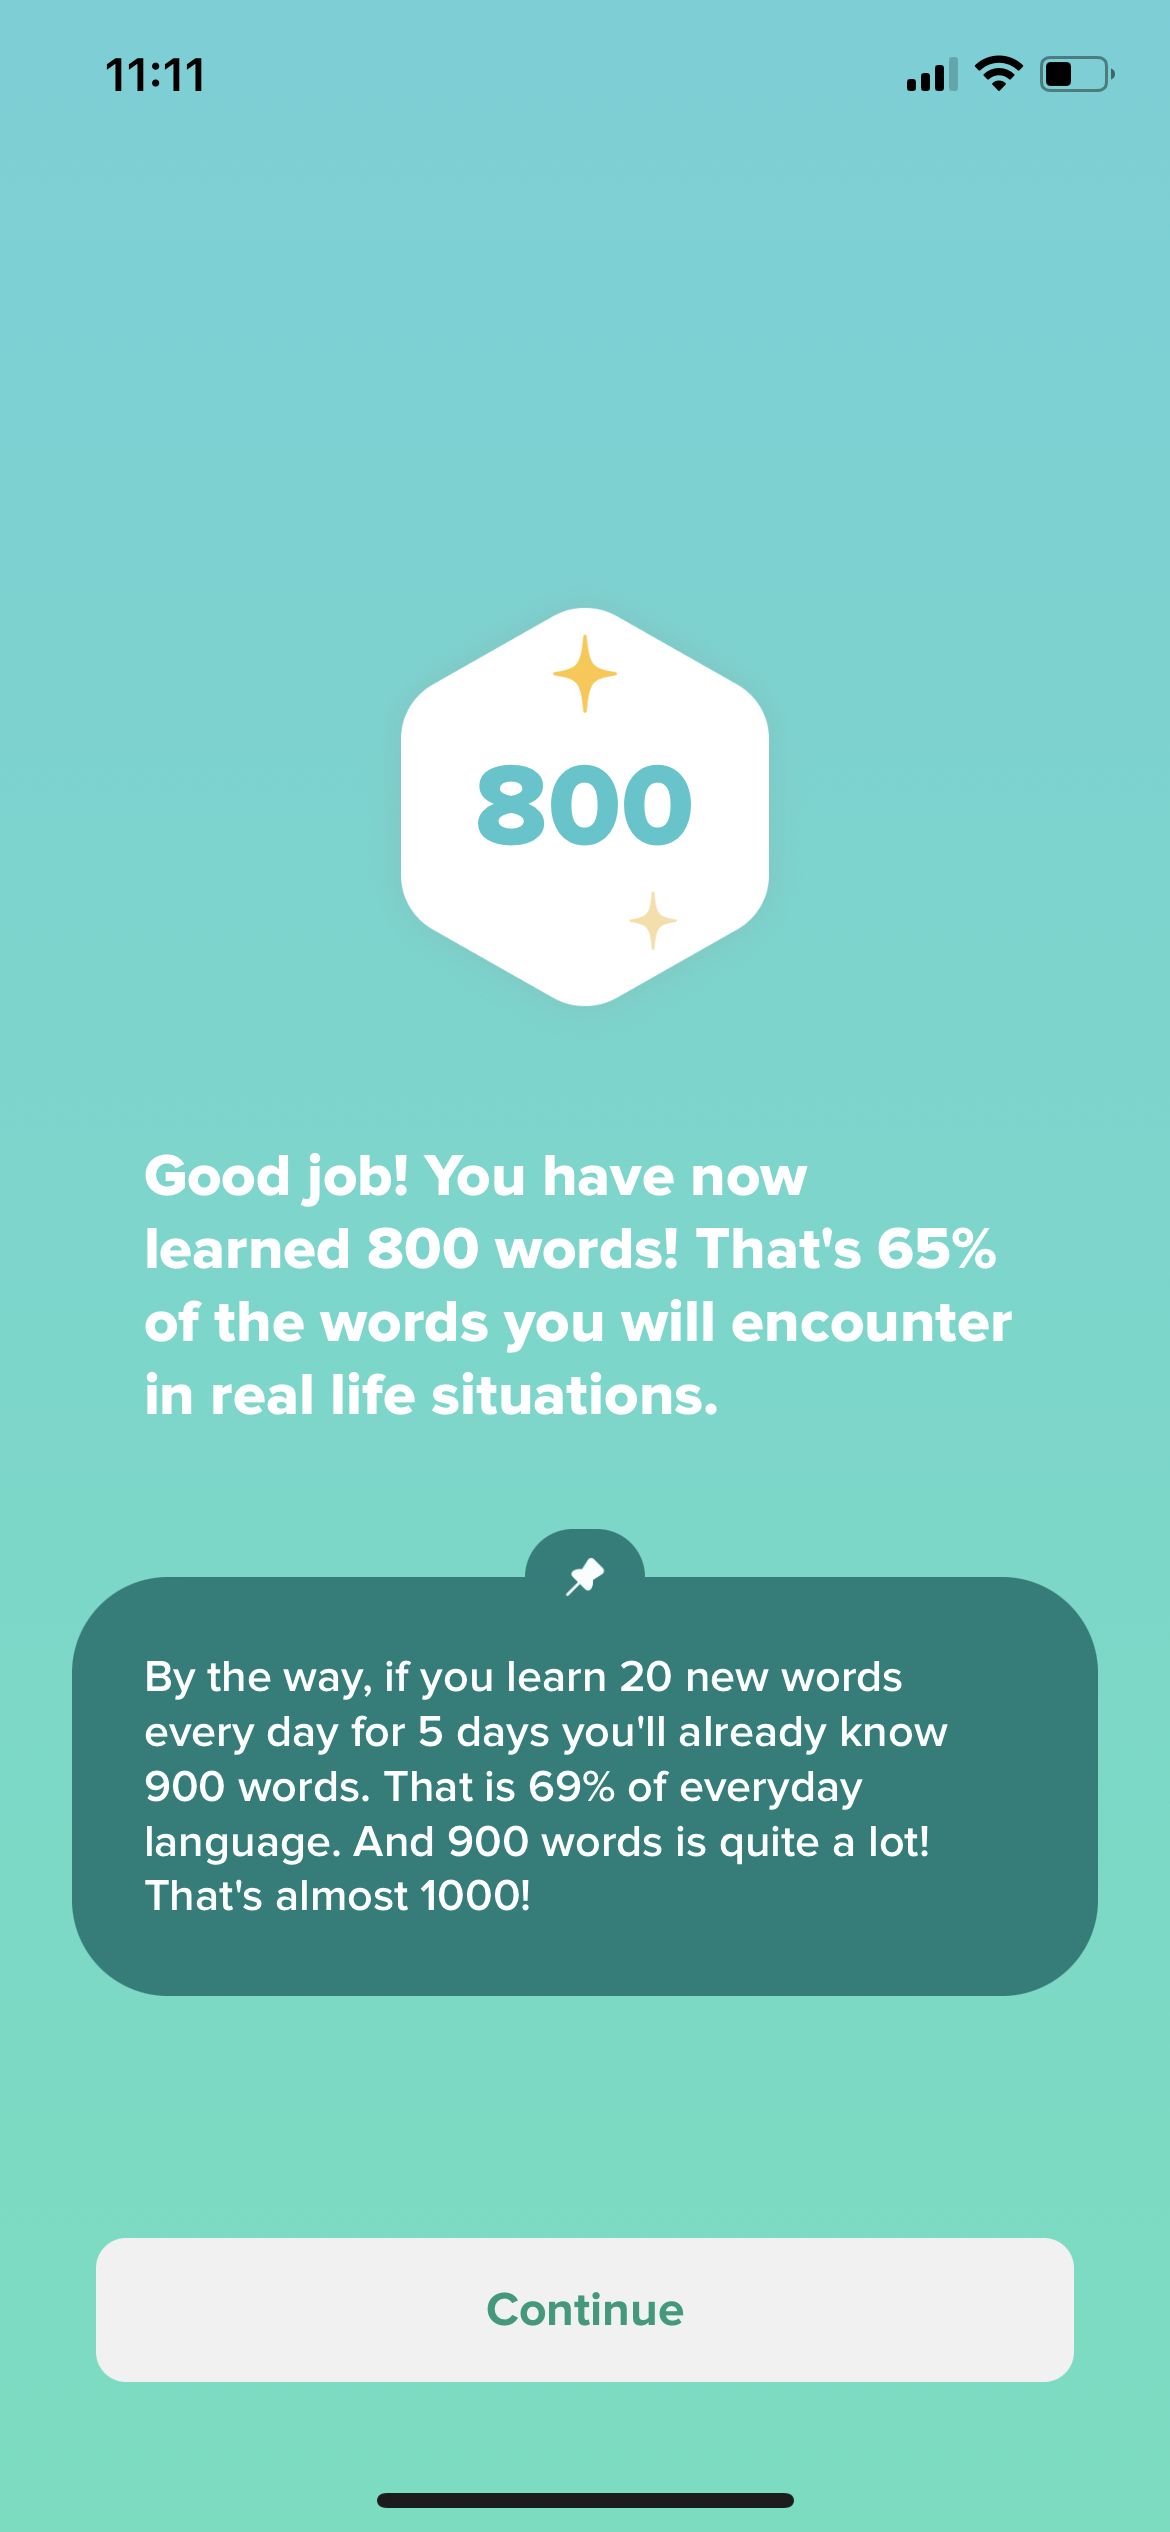 11:11
800
Good job! You have now
learned 800 words! That's 65%
of the words you will encounter
in real life situations.
By the way, if you learn 20 new words
every day for 5 days you'll already know
900 words. That is 69% of everyday
language. And 900 words is quite a lot!
That's almost 1000!
Continue